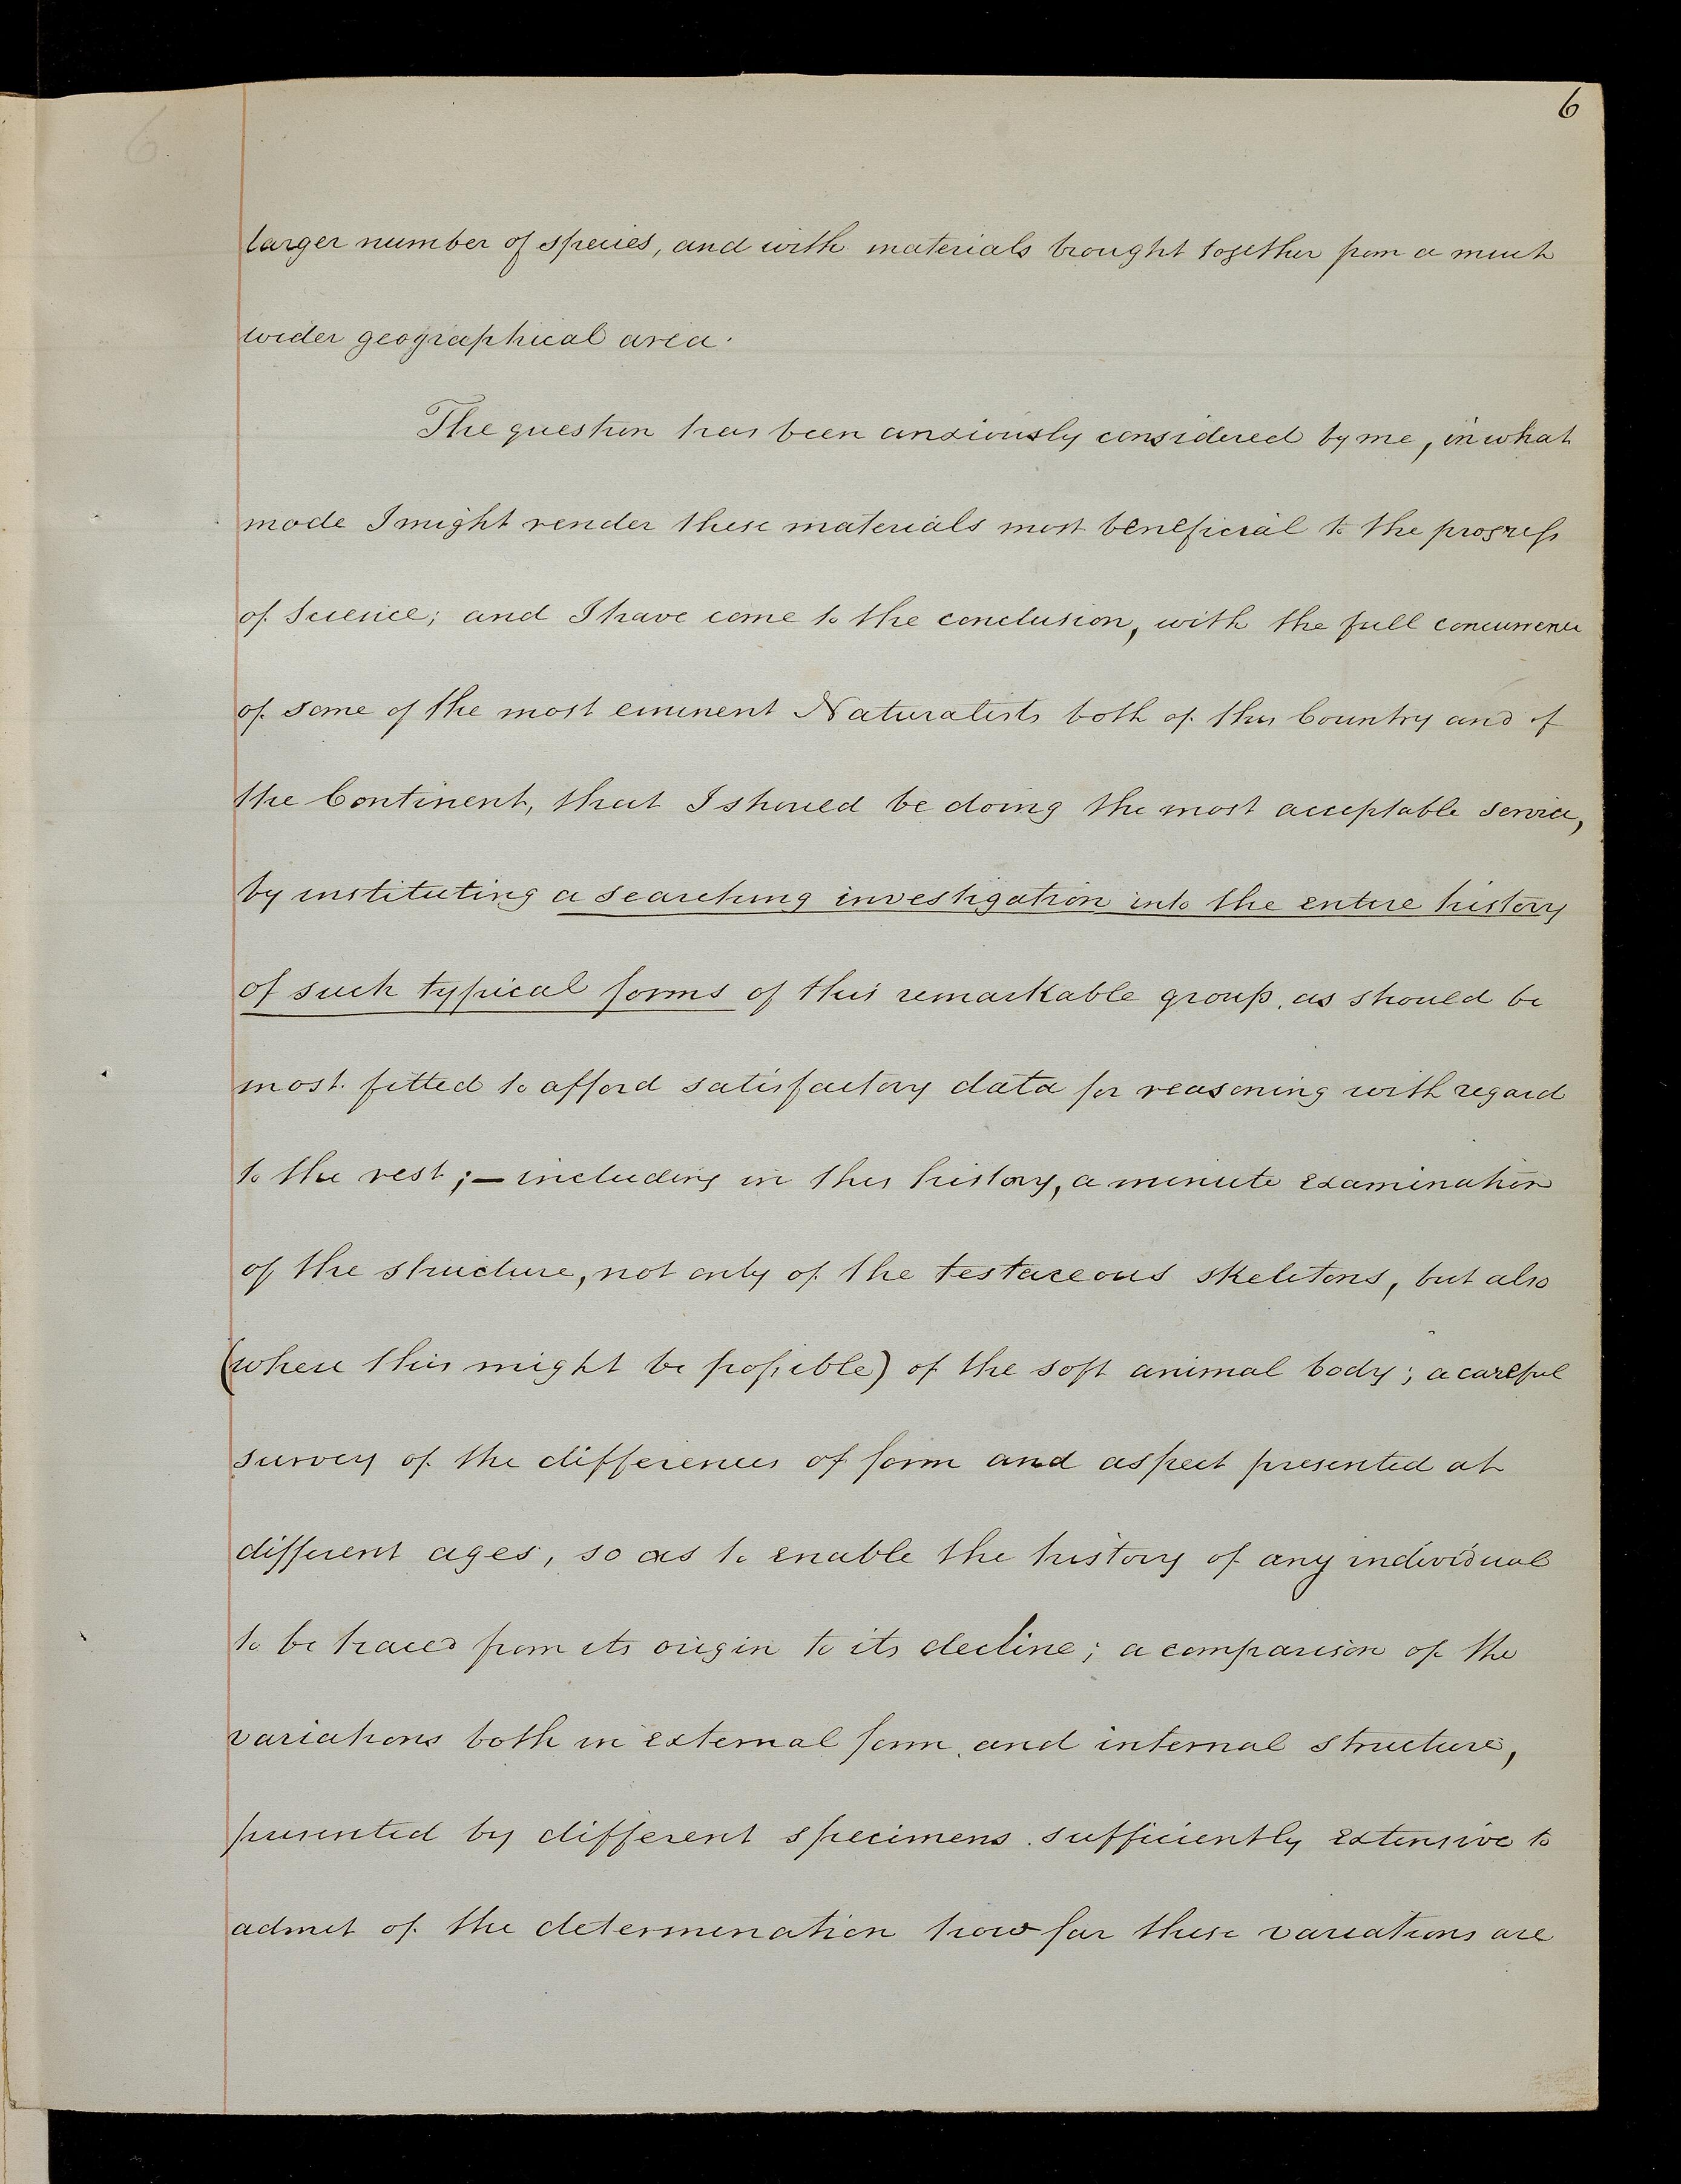 6
larger number of species, and with materials brought together from a much
wider geographical area.
The question has been anxiously considered by me, in what
mode I might render these materials most beneficial to the progress
of Science; and I have come to the conclusion, with the full concurrence
of some of the most eminent Naturalists both of this Country and of
the Continent, that I should be doing the most acceptable service,
by instituting a searching investigation into the entire history
of such typical forms of this remarkable group, as should be
most fitted to afford satisfactory data for reasoning with regard
to the rest;—including in this history, a minute examination
of the structure, not only of the testaceous skeletons, but also
(where this might be possible) of the soft animal body; a careful
survey of the differences of form and aspect presented at
different ages, so as to enable the history of any individual
to be traced from its origin to its decline; a comparison of the
variations both in external form, and internal structure,
presented by different specimens, sufficiently extensive to
admit of the determination how far these variations are